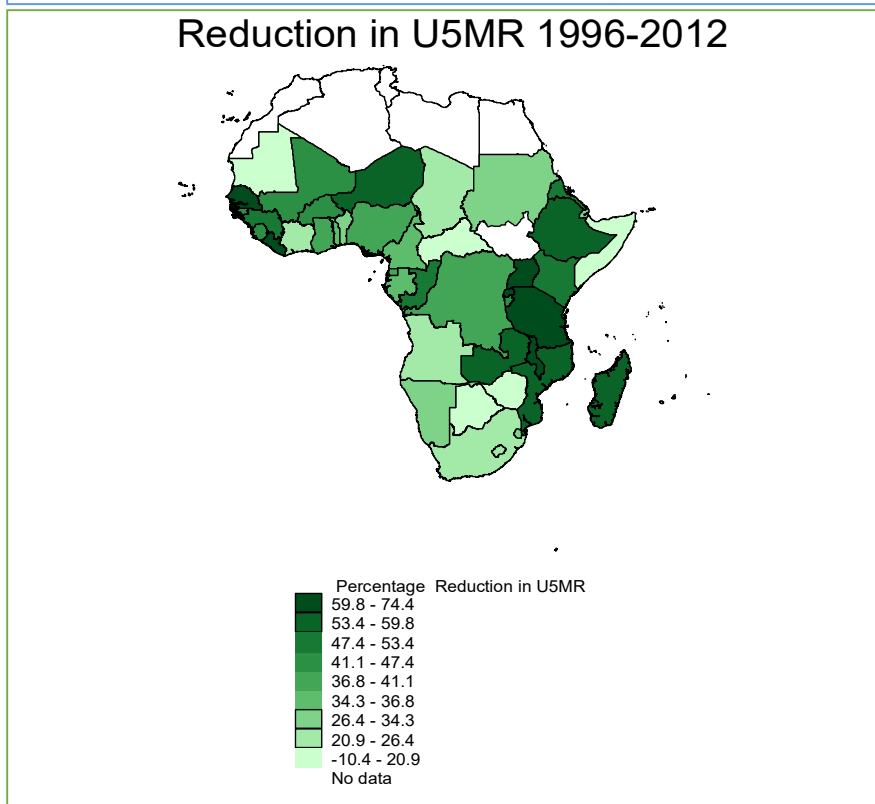 Reduction in U5MR 1996-2012
Percentage Reduction in U5MR
59.8 - 74.4
53.4 - 59.8
47.4 - 53.4
41.1 - 47.4
36.8 - 41.1
34.3 - 36.8
26.4 - 34.3
20.9 - 26.4
-10.4 - 20.9
No data